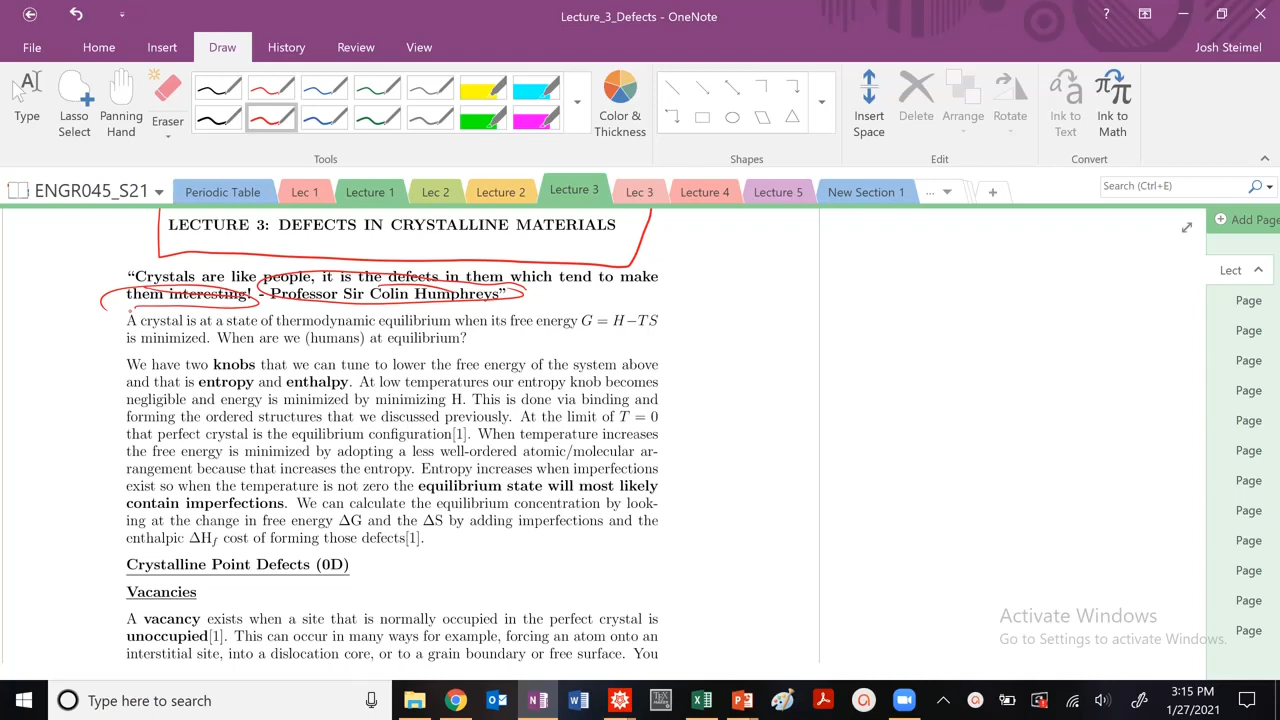 Lecture_3_Defects - OneNote
?
File
Home
Insert
Draw
History
Review
View
Josh Steimel
Type
Lasso Select
Panning Hand
Eraser
Color & Thickness
Insert Space
Delete
Arrange
Rotate
Ink to Text
Ink to Math
Tools
Shapes
Edit
Convert
ENGR045_S21
Periodic Table
Lec 1
Lecture 1
Lec 2
Lecture 2
Lecture 3
Lec 3
Lecture 4
Lecture 5
New Section 1
...
Search (Ctrl+E)
Add Page
LECTURE 3: DEFECTS IN CRYSTALLINE MATERIALS
“Crystals are like people, it is the defects in them which tend to make
them interesting! - Professor Sir Colin Humphreys”
A crystal is at a state of thermodynamic equilibrium when its free energy G = H−TS
is minimized. When are we (humans) at equilibrium?
We have two knobs that we can tune to lower the free energy of the system above
and that is entropy and enthalpy. At low temperatures our entropy knob becomes
negligible and energy is minimized by minimizing H. This is done via binding and
forming the ordered structures that we discussed previously. At the limit of T = 0
that perfect crystal is the equilibrium configuration[1]. When temperature increases
the free energy is minimized by adopting a less well-ordered atomic/molecular ar-
rangement because that increases the entropy. Entropy increases when imperfections
exist so when the temperature is not zero the equilibrium state will most likely
contain imperfections. We can calculate the equilibrium concentration by look-
ing at the change in free energy ΔG and the ΔS by adding imperfections and the
enthalpic ΔHf cost of forming those defects[1].
Crystalline Point Defects (0D)
Vacancies
A vacancy exists when a site that is normally occupied in the perfect crystal is
unoccupied[1]. This can occur in many ways for example, forcing an atom onto an
interstitial site, into a dislocation core, or to a grain boundary or free surface. You
Lect
Page
Page
Page
Page
Page
Page
Page
Page
Page
Page
Page
Page
Activate Windows
Go to Settings to activate Windows.
Type here to search
3:15 PM
1/27/2021